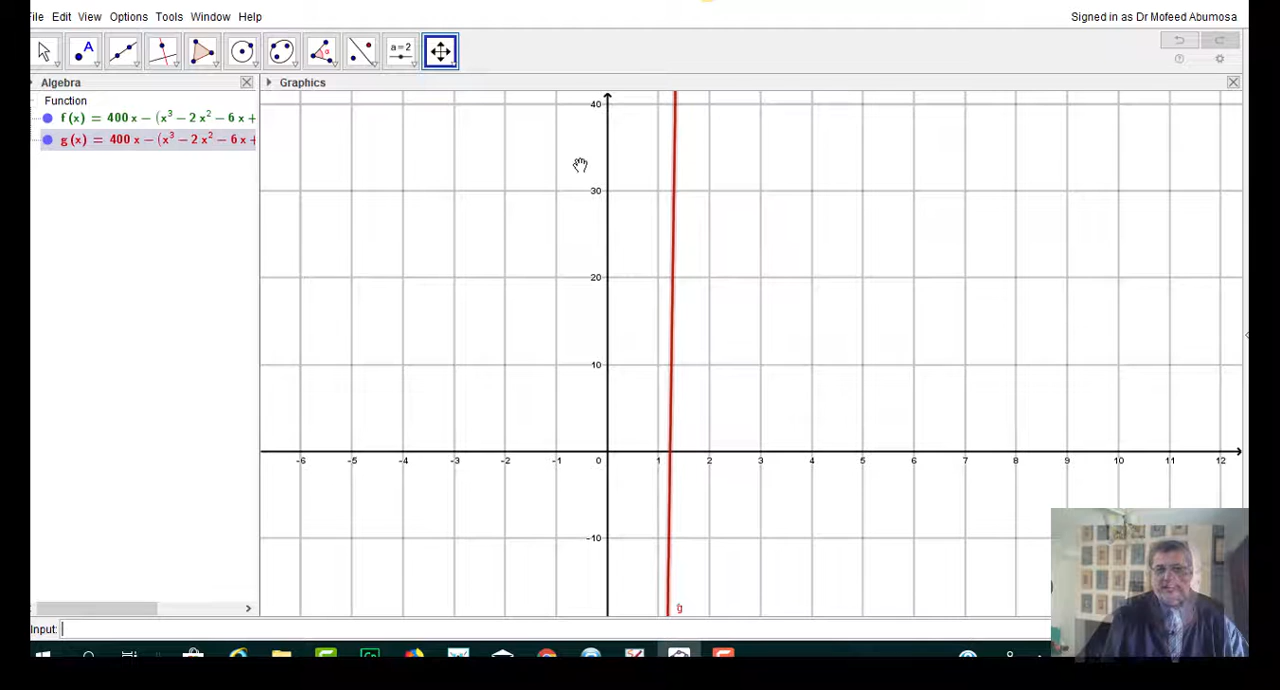 File Edit View Options Tools Window Help
Signed in as Dr Mofeed Abumosa
A
a=2
Algebra
Graphics
Function
f(x) = 400 x − (x³ − 2 x² − 6 x +
g(x) = 400 x − (x³ − 2 x² − 6 x +
40
30
20
10
-6 -5 -4 -3 -2 -1 0 1 2 3 4 5 6 7 8 9 10 11 12
-10
g
Input: